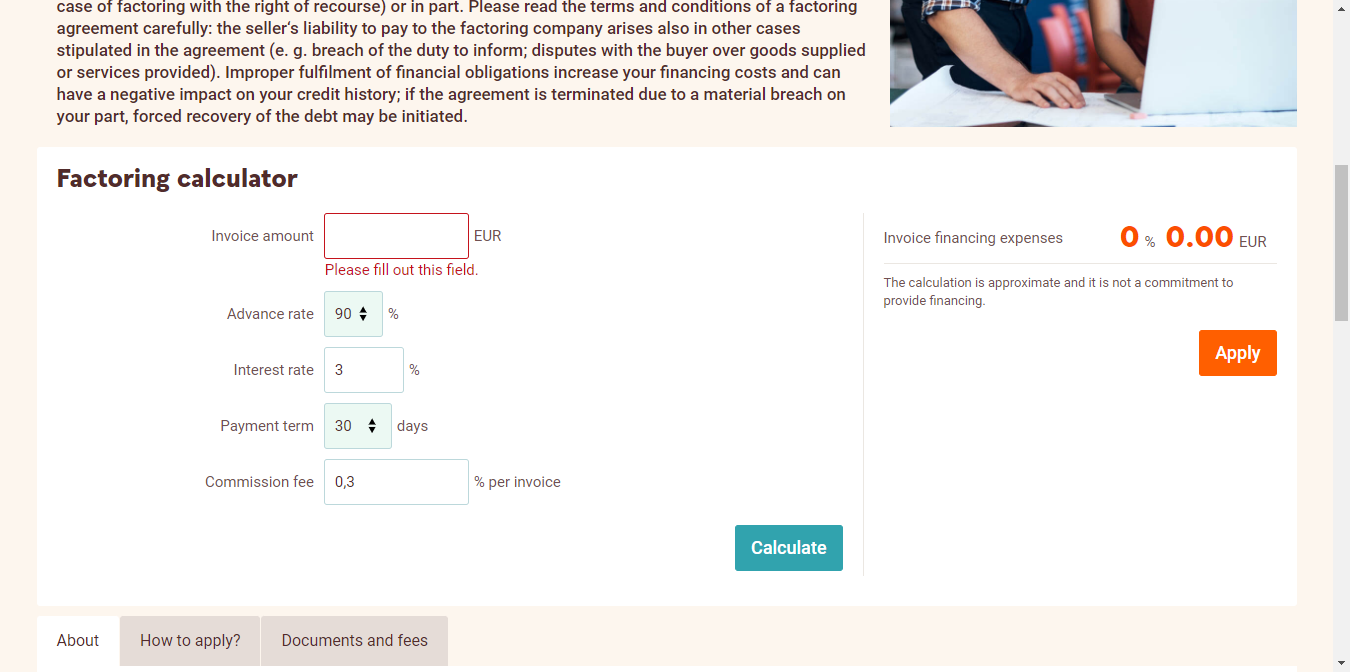 case of factoring with the right of recourse) or in part. Please read the terms and conditions of a factoring
agreement carefully: the seller‘s liability to pay to the factoring company arises also in other cases
stipulated in the agreement (e. g. breach of the duty to inform; disputes with the buyer over goods supplied
or services provided). Improper fulfilment of financial obligations increase your financing costs and can
have a negative impact on your credit history; if the agreement is terminated due to a material breach on
your part, forced recovery of the debt may be initiated.
Factoring calculator
Invoice amount EUR
Please fill out this field.
Advance rate 90 %
Interest rate 3 %
Payment term 30 days
Commission fee 0,3 % per invoice
Calculate
Invoice financing expenses 0 % 0.00 EUR
The calculation is approximate and it is not a commitment to
provide financing.
Apply
About How to apply? Documents and fees